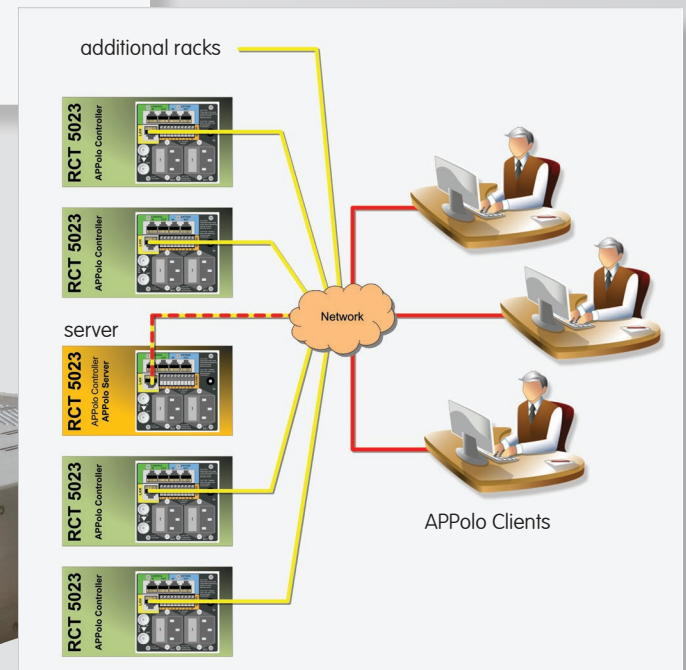 additional racks
RCT 5023
APPolo Controller
RCT 5023
APPolo Controller
Network
server
RCT 5023
APPolo Controller
APPolo Server
RCT 5023
APPolo Controller
APPolo Clients
RCT 5023
APPolo Controller